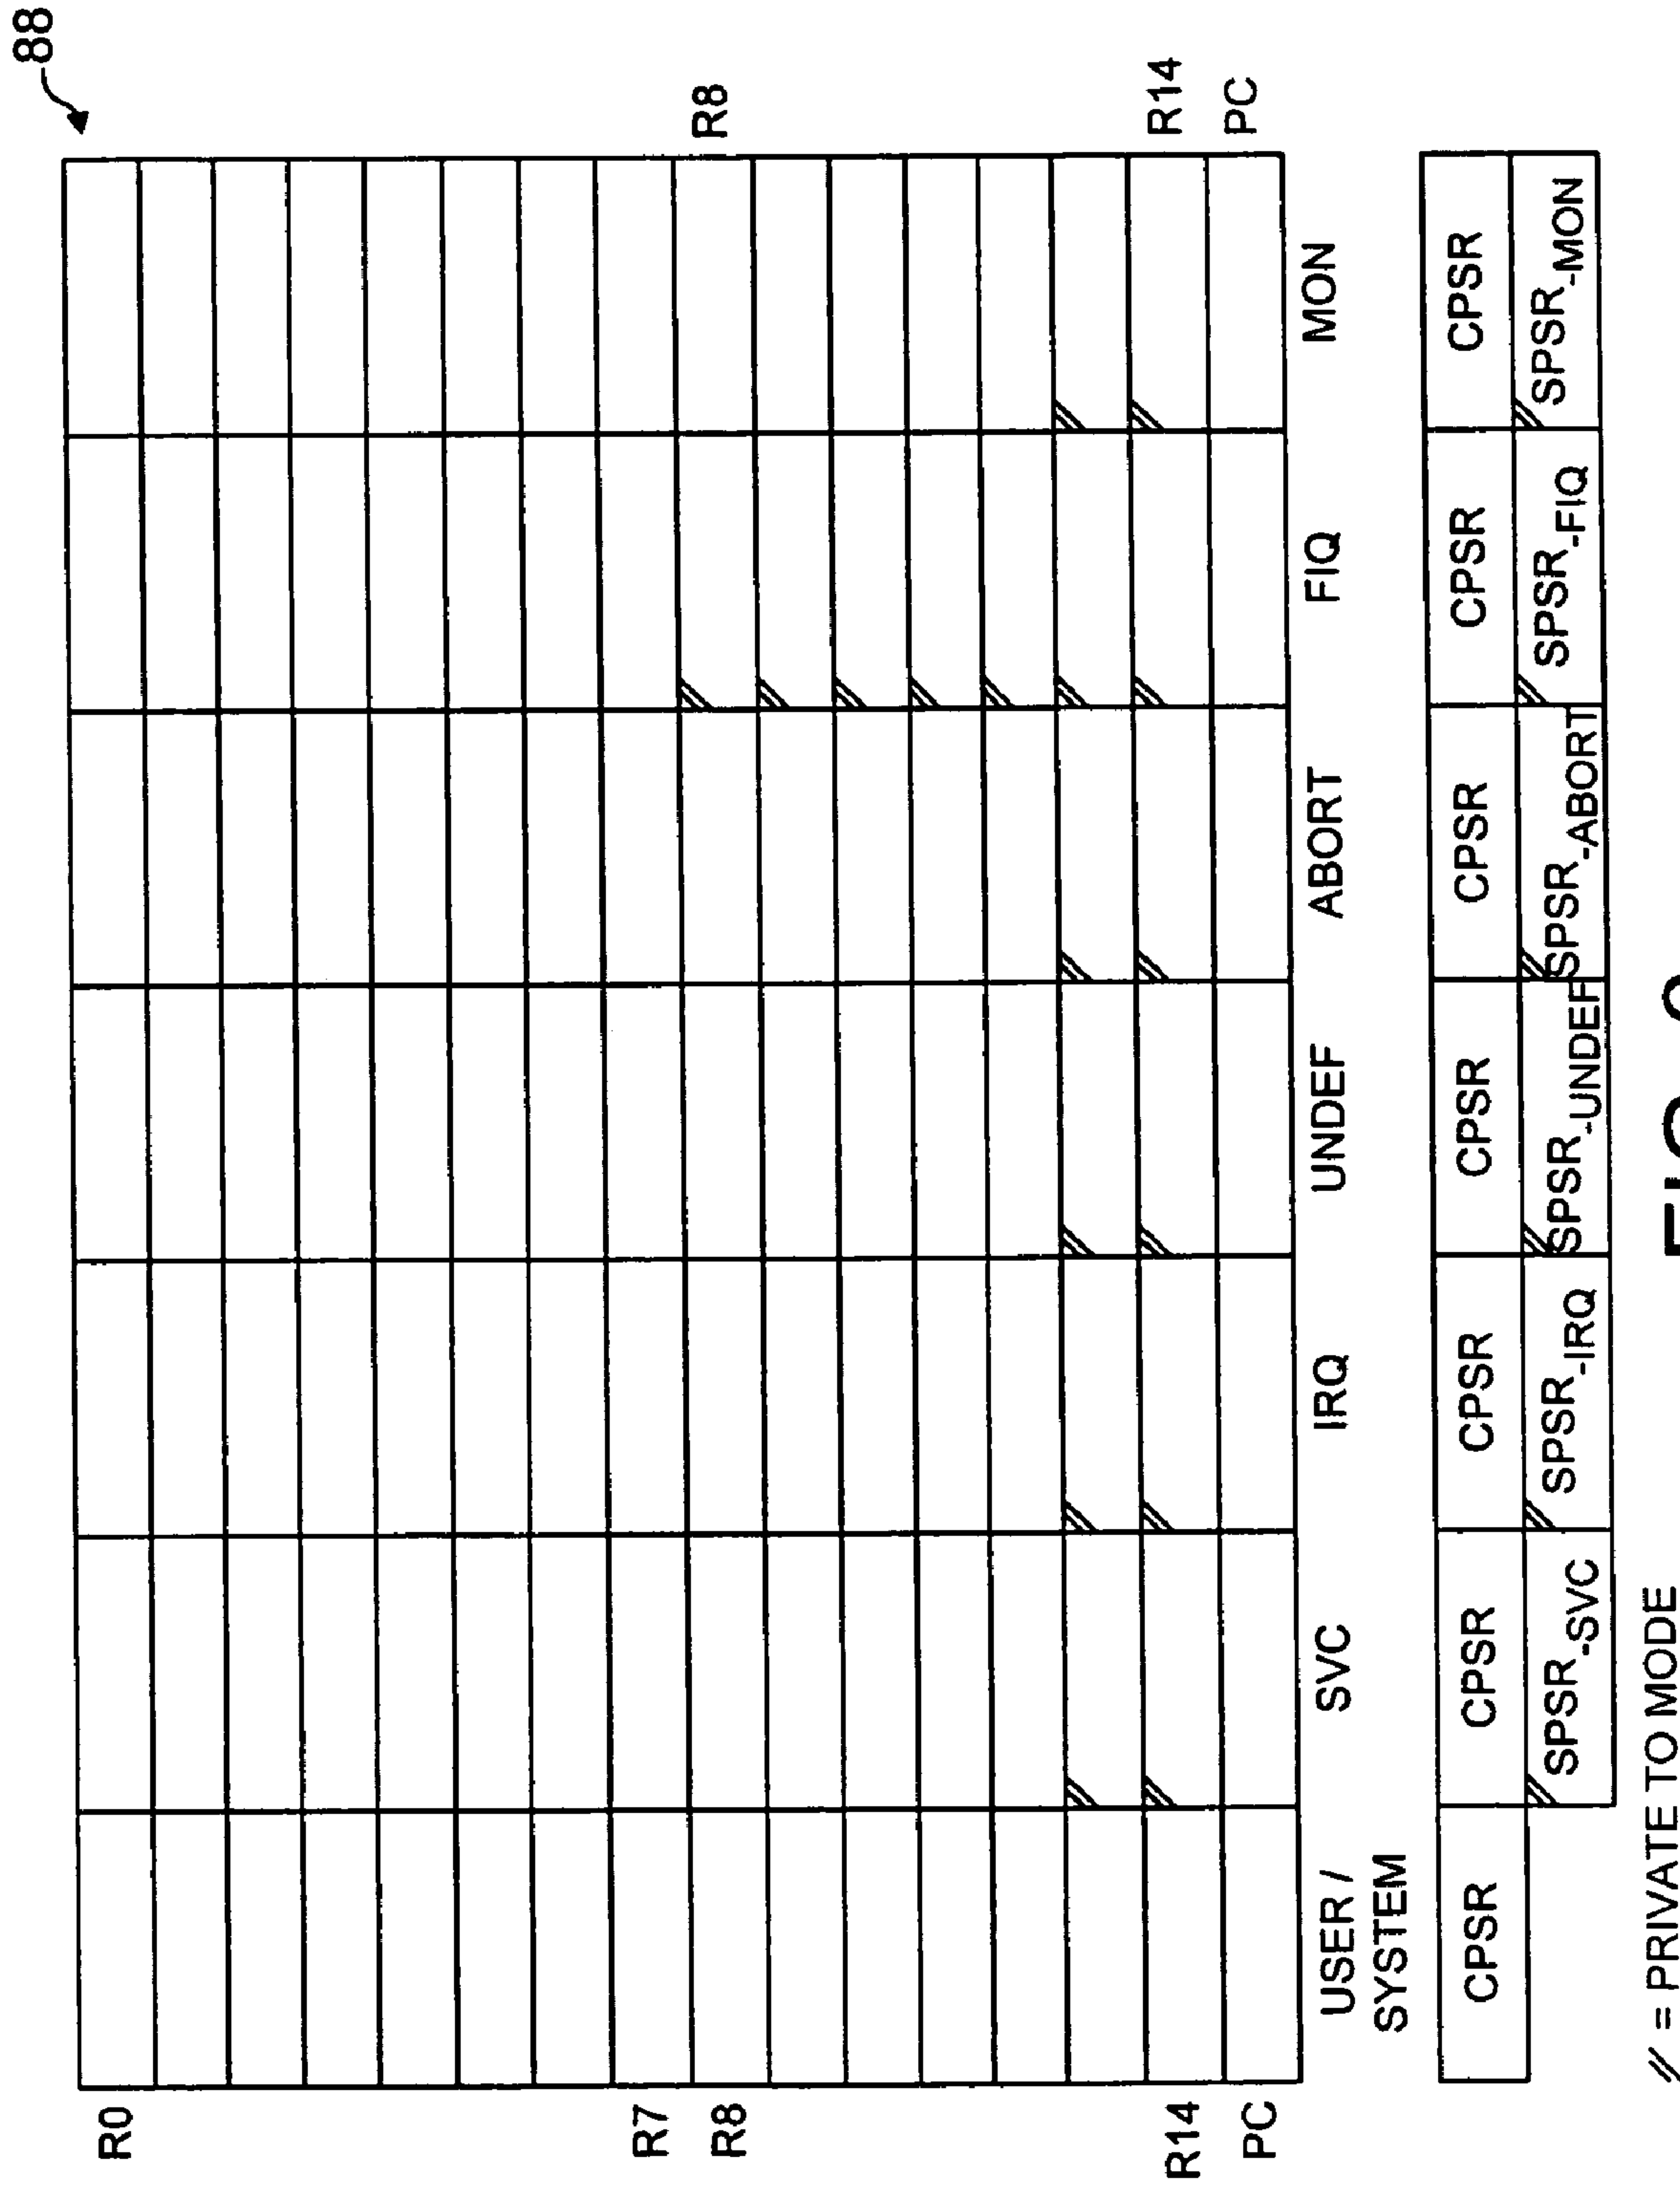 88
R0
R7
R8
R8
R14
R14
PC
PC
USER / SYSTEM
SVC
IRQ
UNDEF
ABORT
FIQ
MON
CPSR
CPSR
CPSR
CPSR
CPSR
CPSR
CPSR
SPSR-SVC
SPSR-IRQ
SPSR-UNDEF
SPSR-ABORT
SPSR-FIQ
SPSR-MON
// = PRIVATE TO MODE